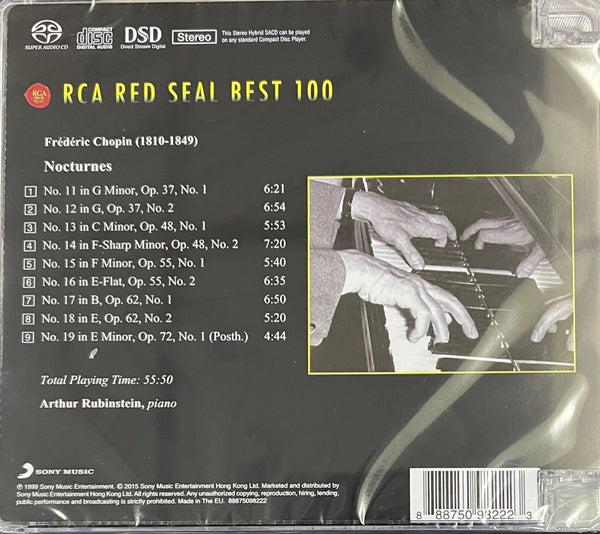 SUPER AUDIO CD
COMPACT disc DIGITAL AUDIO
DSD
Direct Stream Digital
Stereo
This Stereo Hybrid SACD can be played
on any standard Compact Disc Player.
RCA
RCA RED SEAL BEST 100
Frédéric Chopin (1810-1849)
Nocturnes
1 No. 11 in G Minor, Op. 37, No. 1 6:21
2 No. 12 in G, Op. 37, No. 2 6:54
3 No. 13 in C Minor, Op. 48, No. 1 5:53
4 No. 14 in F-Sharp Minor, Op. 48, No. 2 7:20
5 No. 15 in F Minor, Op. 55, No. 1 5:40
6 No. 16 in E-Flat, Op. 55, No. 2 6:35
7 No. 17 in B, Op. 62, No. 1 6:50
8 No. 18 in E, Op. 62, No. 2 5:20
9 No. 19 in E Minor, Op. 72, No. 1 (Posth.) 4:44
Total Playing Time: 55:50
Arthur Rubinstein, piano
SONY MUSIC
℗ 1999 Sony Music Entertainment. © 2015 Sony Music Entertainment Hong Kong Ltd. Marketed and distributed by
Sony Music Entertainment Hong Kong Ltd. All rights reserved. Any unauthorized copying, reproduction, hiring, lending,
public performance and broadcasting is strictly prohibited. Made in The EU. 88875098222
8 88750 98222 3